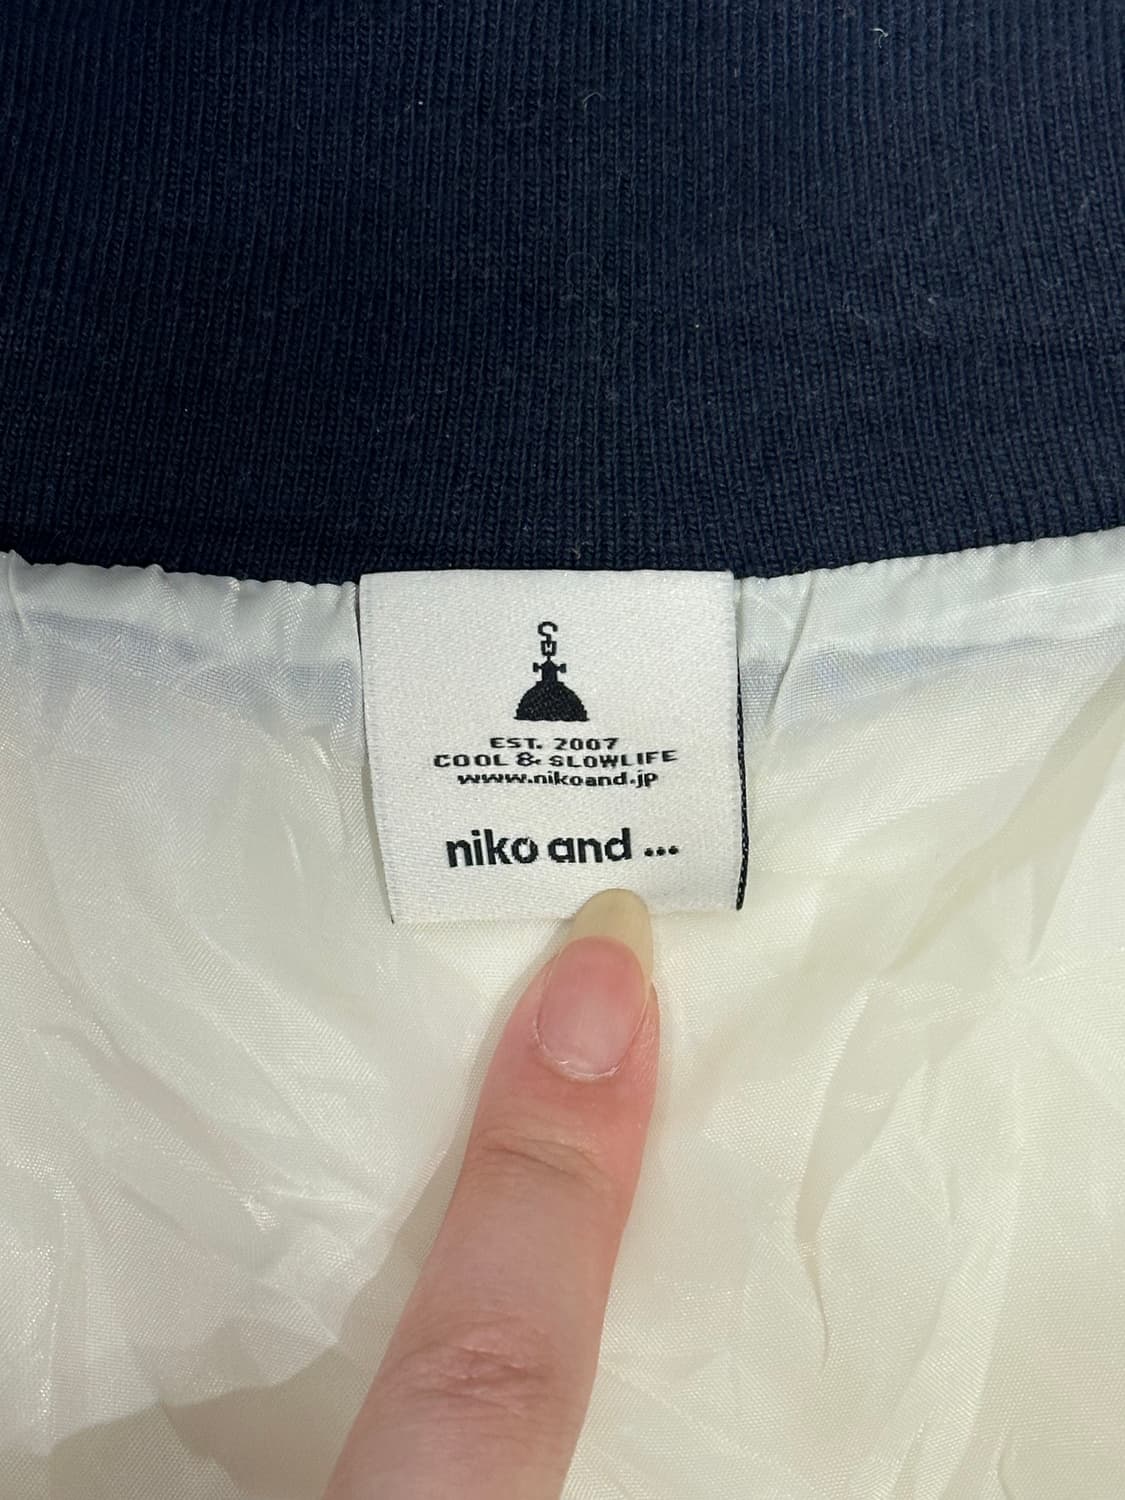 EST. 2007
COOL & SLOWLIFE
www.nikoand.jp
niko and ...